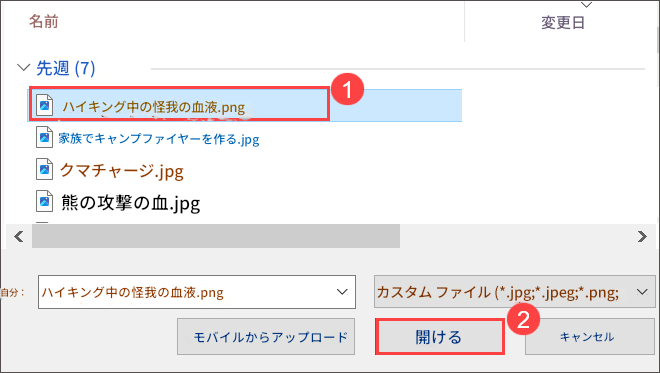 名前
変更日
先週 (7)
1
ハイキング中の怪我の血液.png
家族でキャンプファイヤーを作る.jpg
クマチャージ.jpg
熊の攻撃の血.jpg
自分：
ハイキング中の怪我の血液.png
カスタム ファイル (*.jpg;*.jpeg;*.png;
2
モバイルからアップロード
開ける
キャンセル